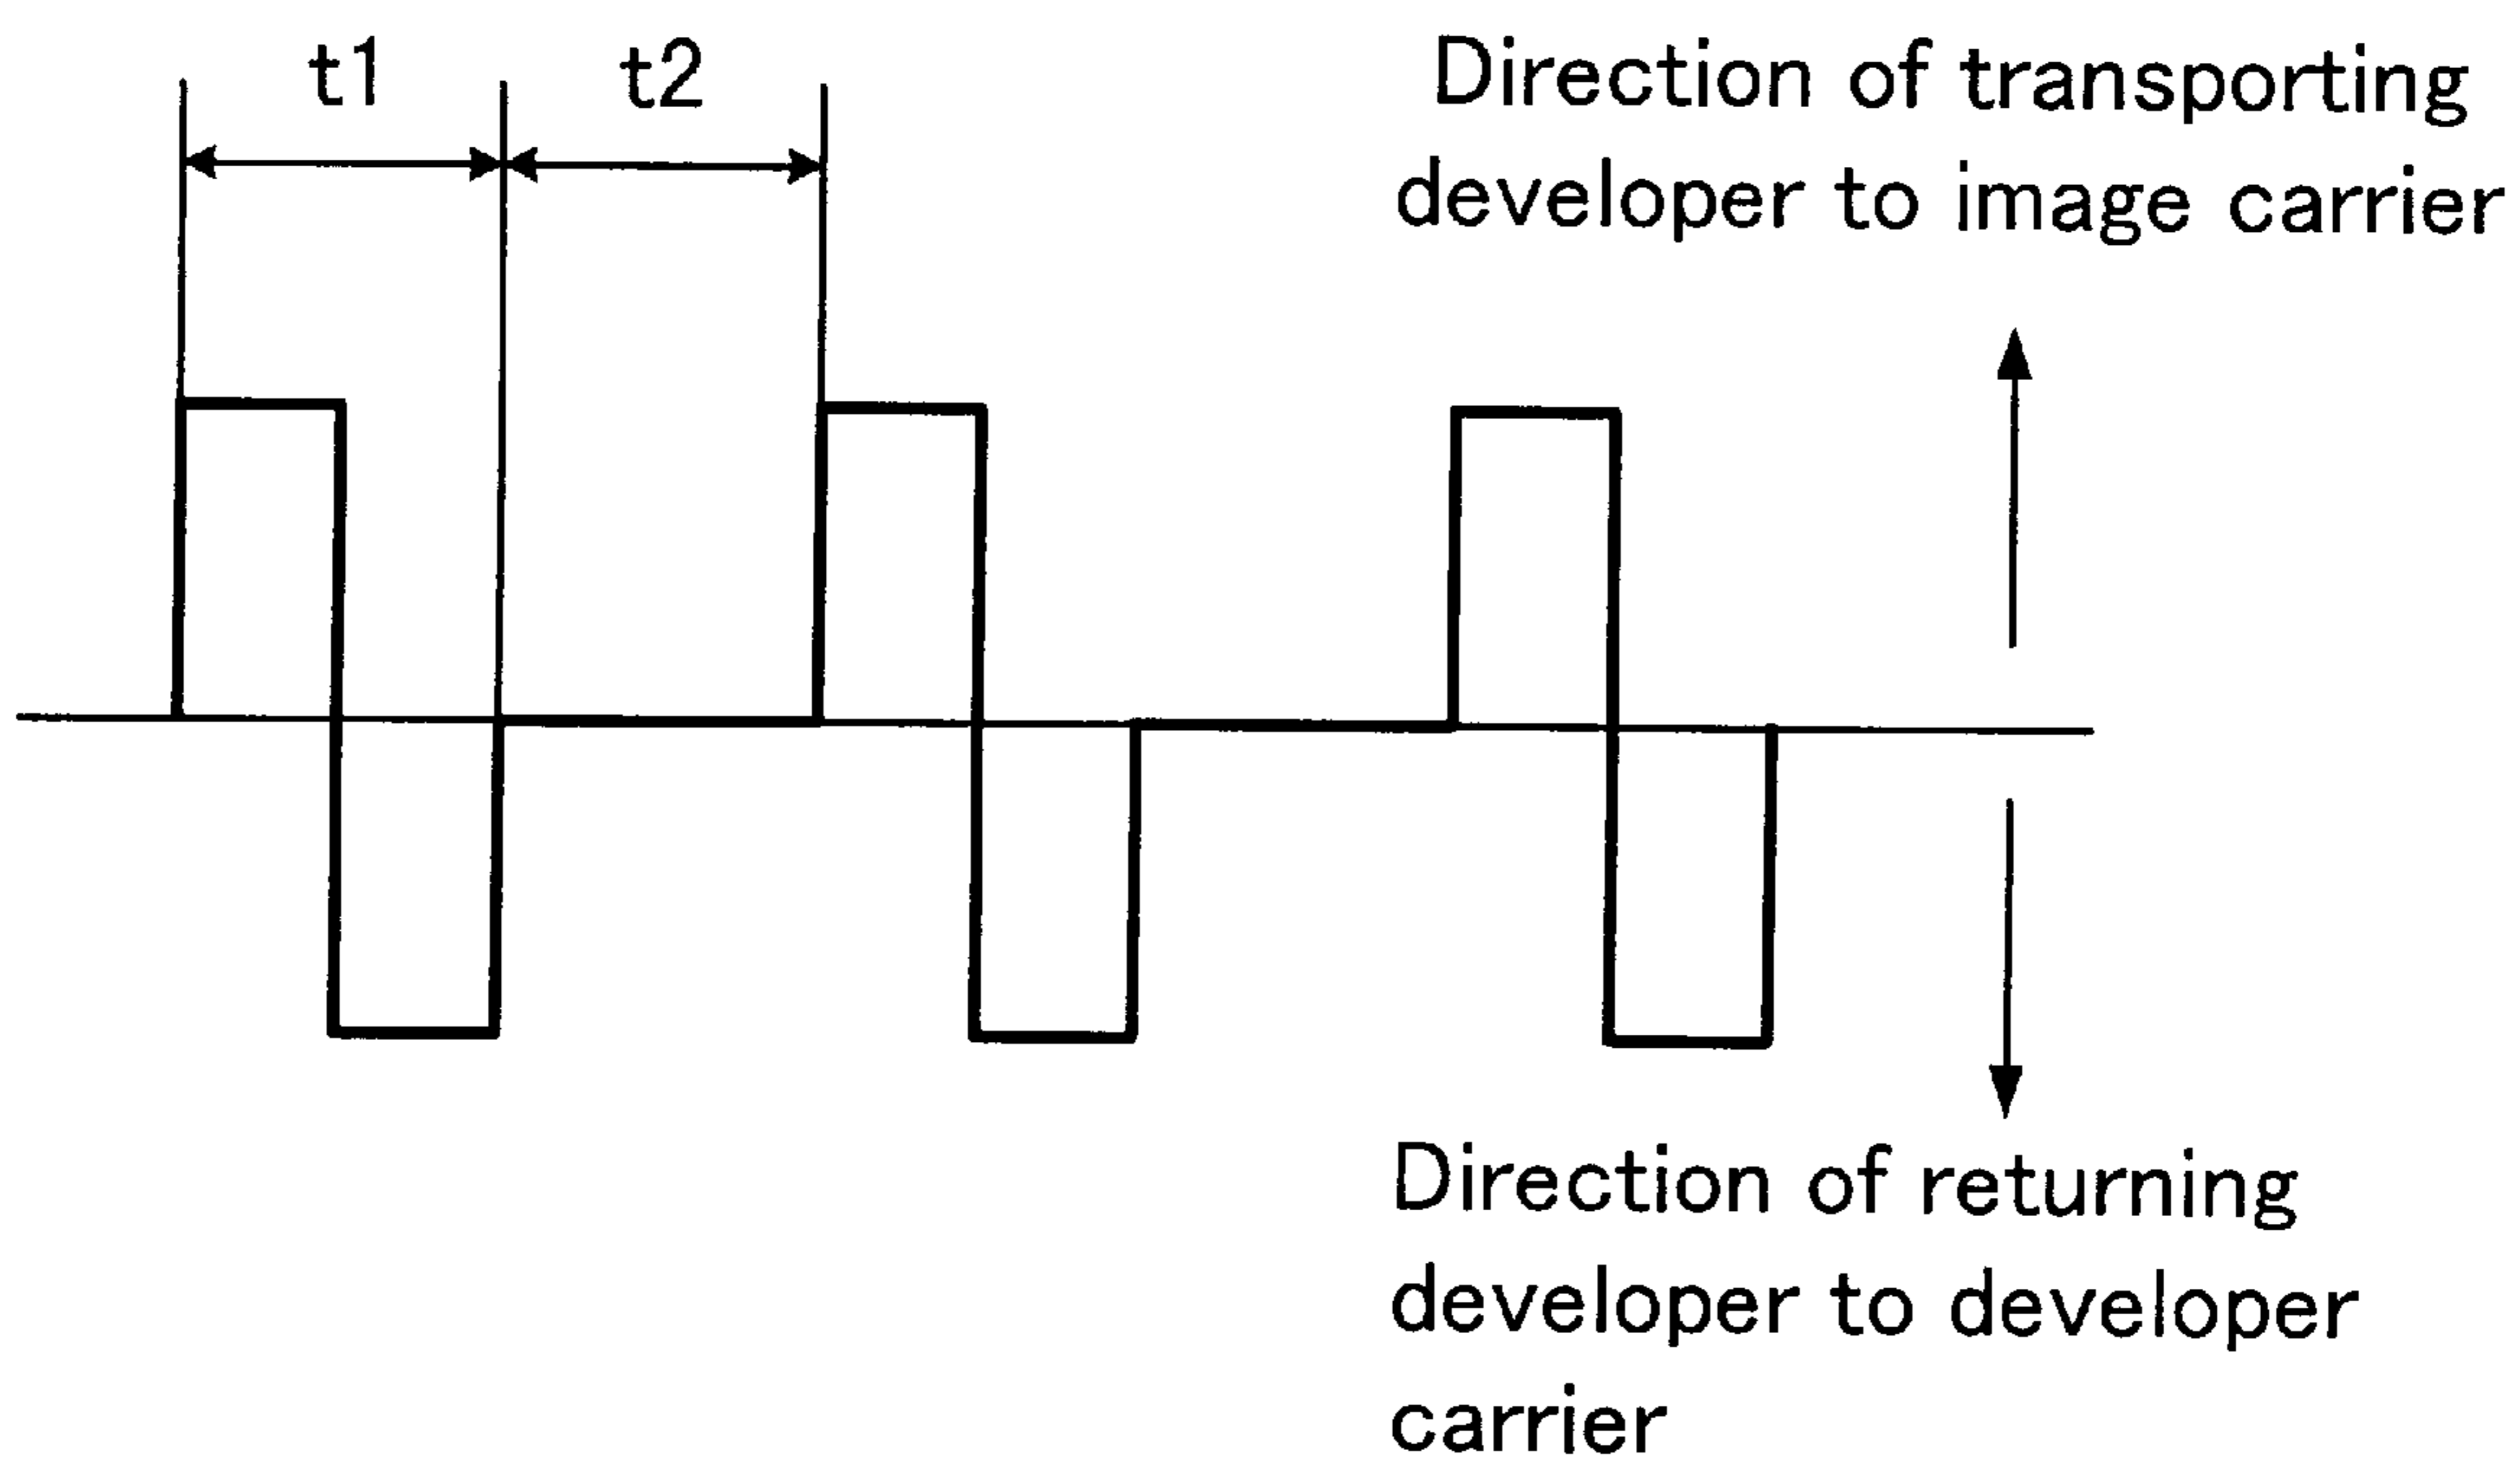 t1
t2
Direction of transporting
developer to image carrier
Direction of returning
developer to developer
carrier